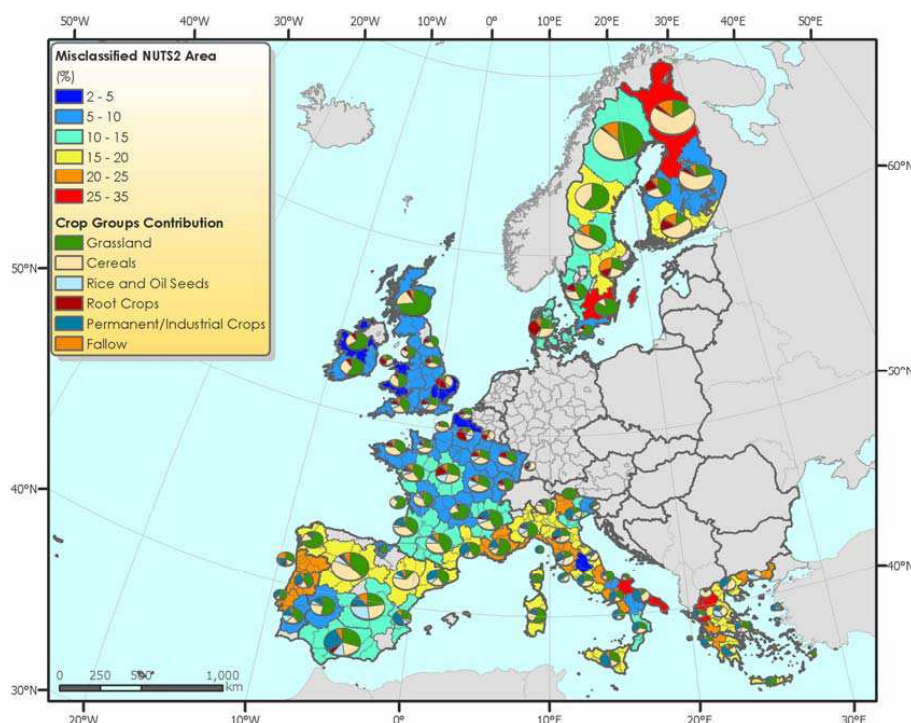 50°W 40°W 30°W 20°W 10°W 0° 10°E 20°E 30°E 40°E 50°E
Misclassified NUTS2 Area
(%)
2 - 5
5 - 10
10 - 15
15 - 20
20 - 25
25 - 35
Crop Groups Contribution
Grassland
Cereals
Rice and Oil Seeds
Root Crops
Permanent/Industrial Crops
Fallow
60°N
50°N
50°N
40°N
40°N
30°N
30°N
0 250 500 1,000
km
20°W 10°W 0° 10°E 20°E 30°E